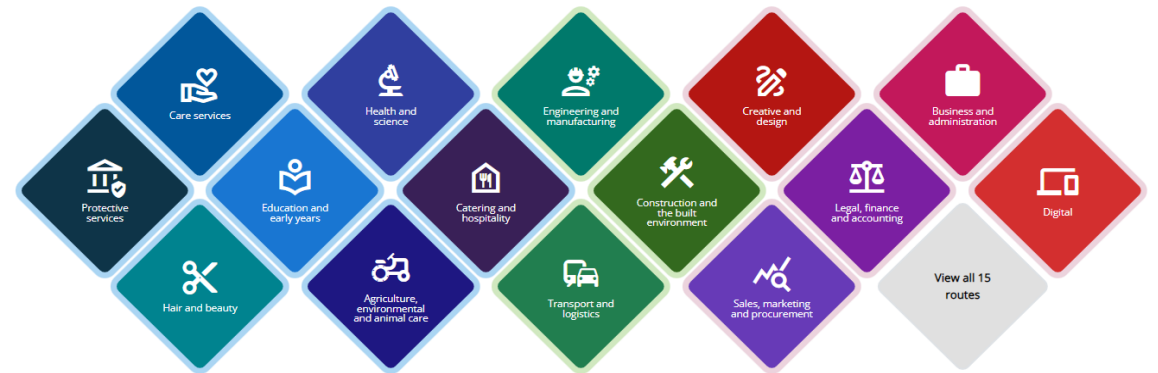 Care services
Health and
science
Engineering and
manufacturing
Creative and
design
Business and
administration
Protective
services
Education and
early years
Catering and
hospitality
Construction and
the built
environment
Legal, finance
and accounting
Digital
Hair and beauty
Agriculture,
environmental
and animal care
Transport and
logistics
Sales, marketing
and procurement
View all 15
routes